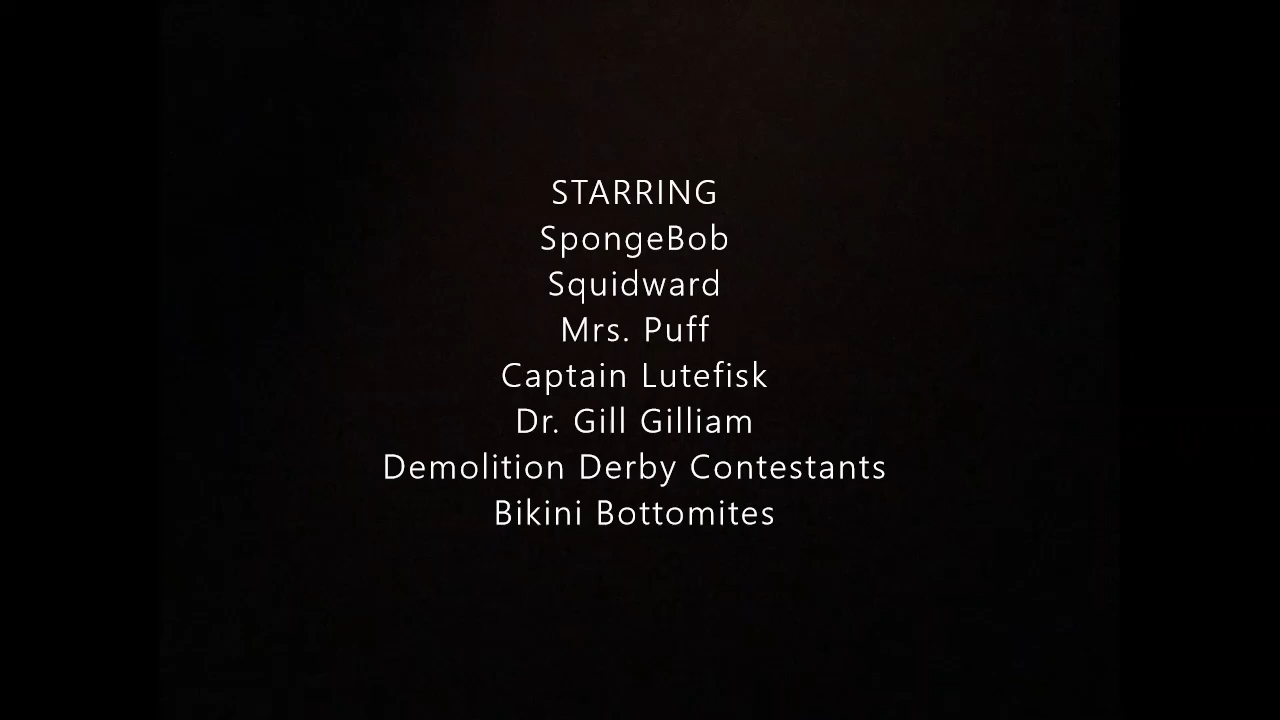 STARRING
SpongeBob
Squidward
Mrs. Puff
Captain Lutefisk
Dr. Gill Gilliam
Demolition Derby Contestants
Bikini Bottomites